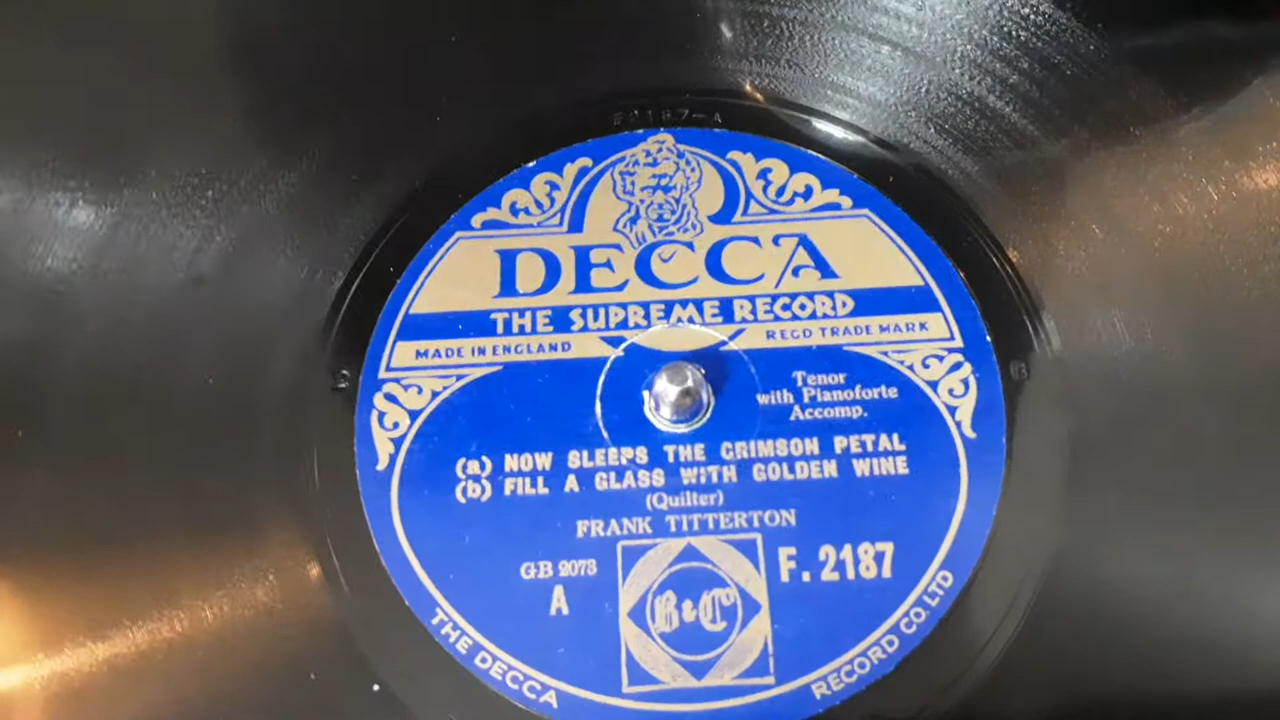 F2187-A
DECCA
THE SUPREME RECORD
MADE IN ENGLAND
REGD TRADE MARK
Tenor
with Pianoforte
Accomp.
(a) NOW SLEEPS THE CRIMSON PETAL
(b) FILL A GLASS WITH GOLDEN WINE
(Quilter)
FRANK TITTERTON
GB 2073
A
B & Co
F. 2187
THE DECCA
RECORD CO. LTD